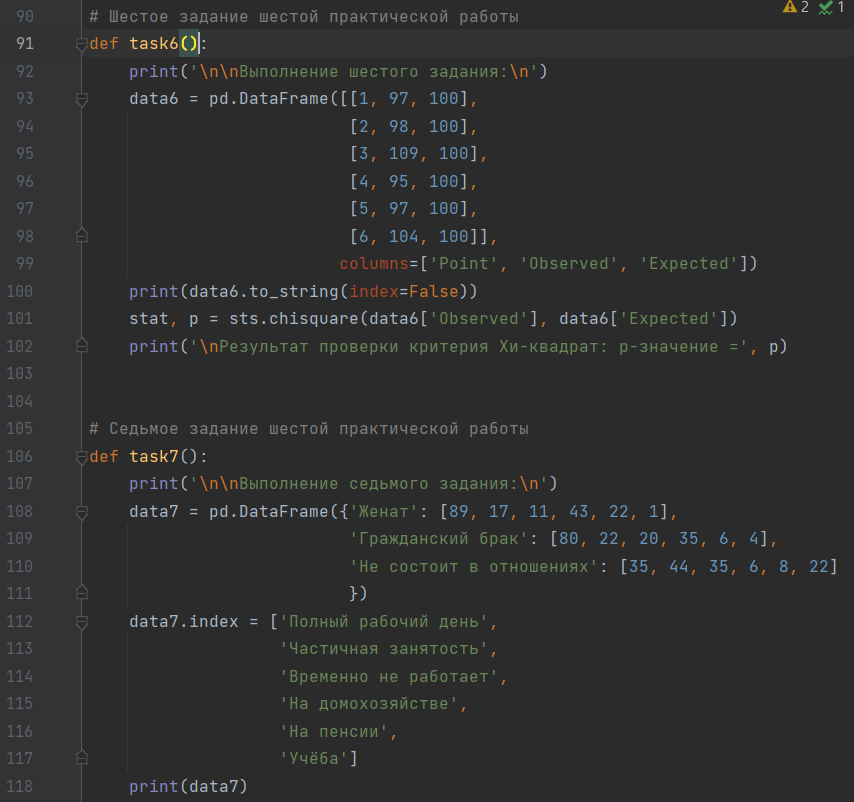 90 # Шестое задание шестой практической работы 2 1
91 def task6():
92 print('\n\nВыполнение шестого задания:\n')
93 data6 = pd.DataFrame([[1, 97, 100],
94 [2, 98, 100],
95 [3, 109, 100],
96 [4, 95, 100],
97 [5, 97, 100],
98 [6, 104, 100]],
99 columns=['Point', 'Observed', 'Expected'])
100 print(data6.to_string(index=False))
101 stat, p = sts.chisquare(data6['Observed'], data6['Expected'])
102 print('\nРезультат проверки критерия Хи-квадрат: p-значение =', p)
103
104
105 # Седьмое задание шестой практической работы
106 def task7():
107 print('\n\nВыполнение седьмого задания:\n')
108 data7 = pd.DataFrame({'Женат': [89, 17, 11, 43, 22, 1],
109 'Гражданский брак': [80, 22, 20, 35, 6, 4],
110 'Не состоит в отношениях': [35, 44, 35, 6, 8, 22]
111 })
112 data7.index = ['Полный рабочий день',
113 'Частичная занятость',
114 'Временно не работает',
115 'На домохозяйстве',
116 'На пенсии',
117 'Учёба']
118 print(data7)